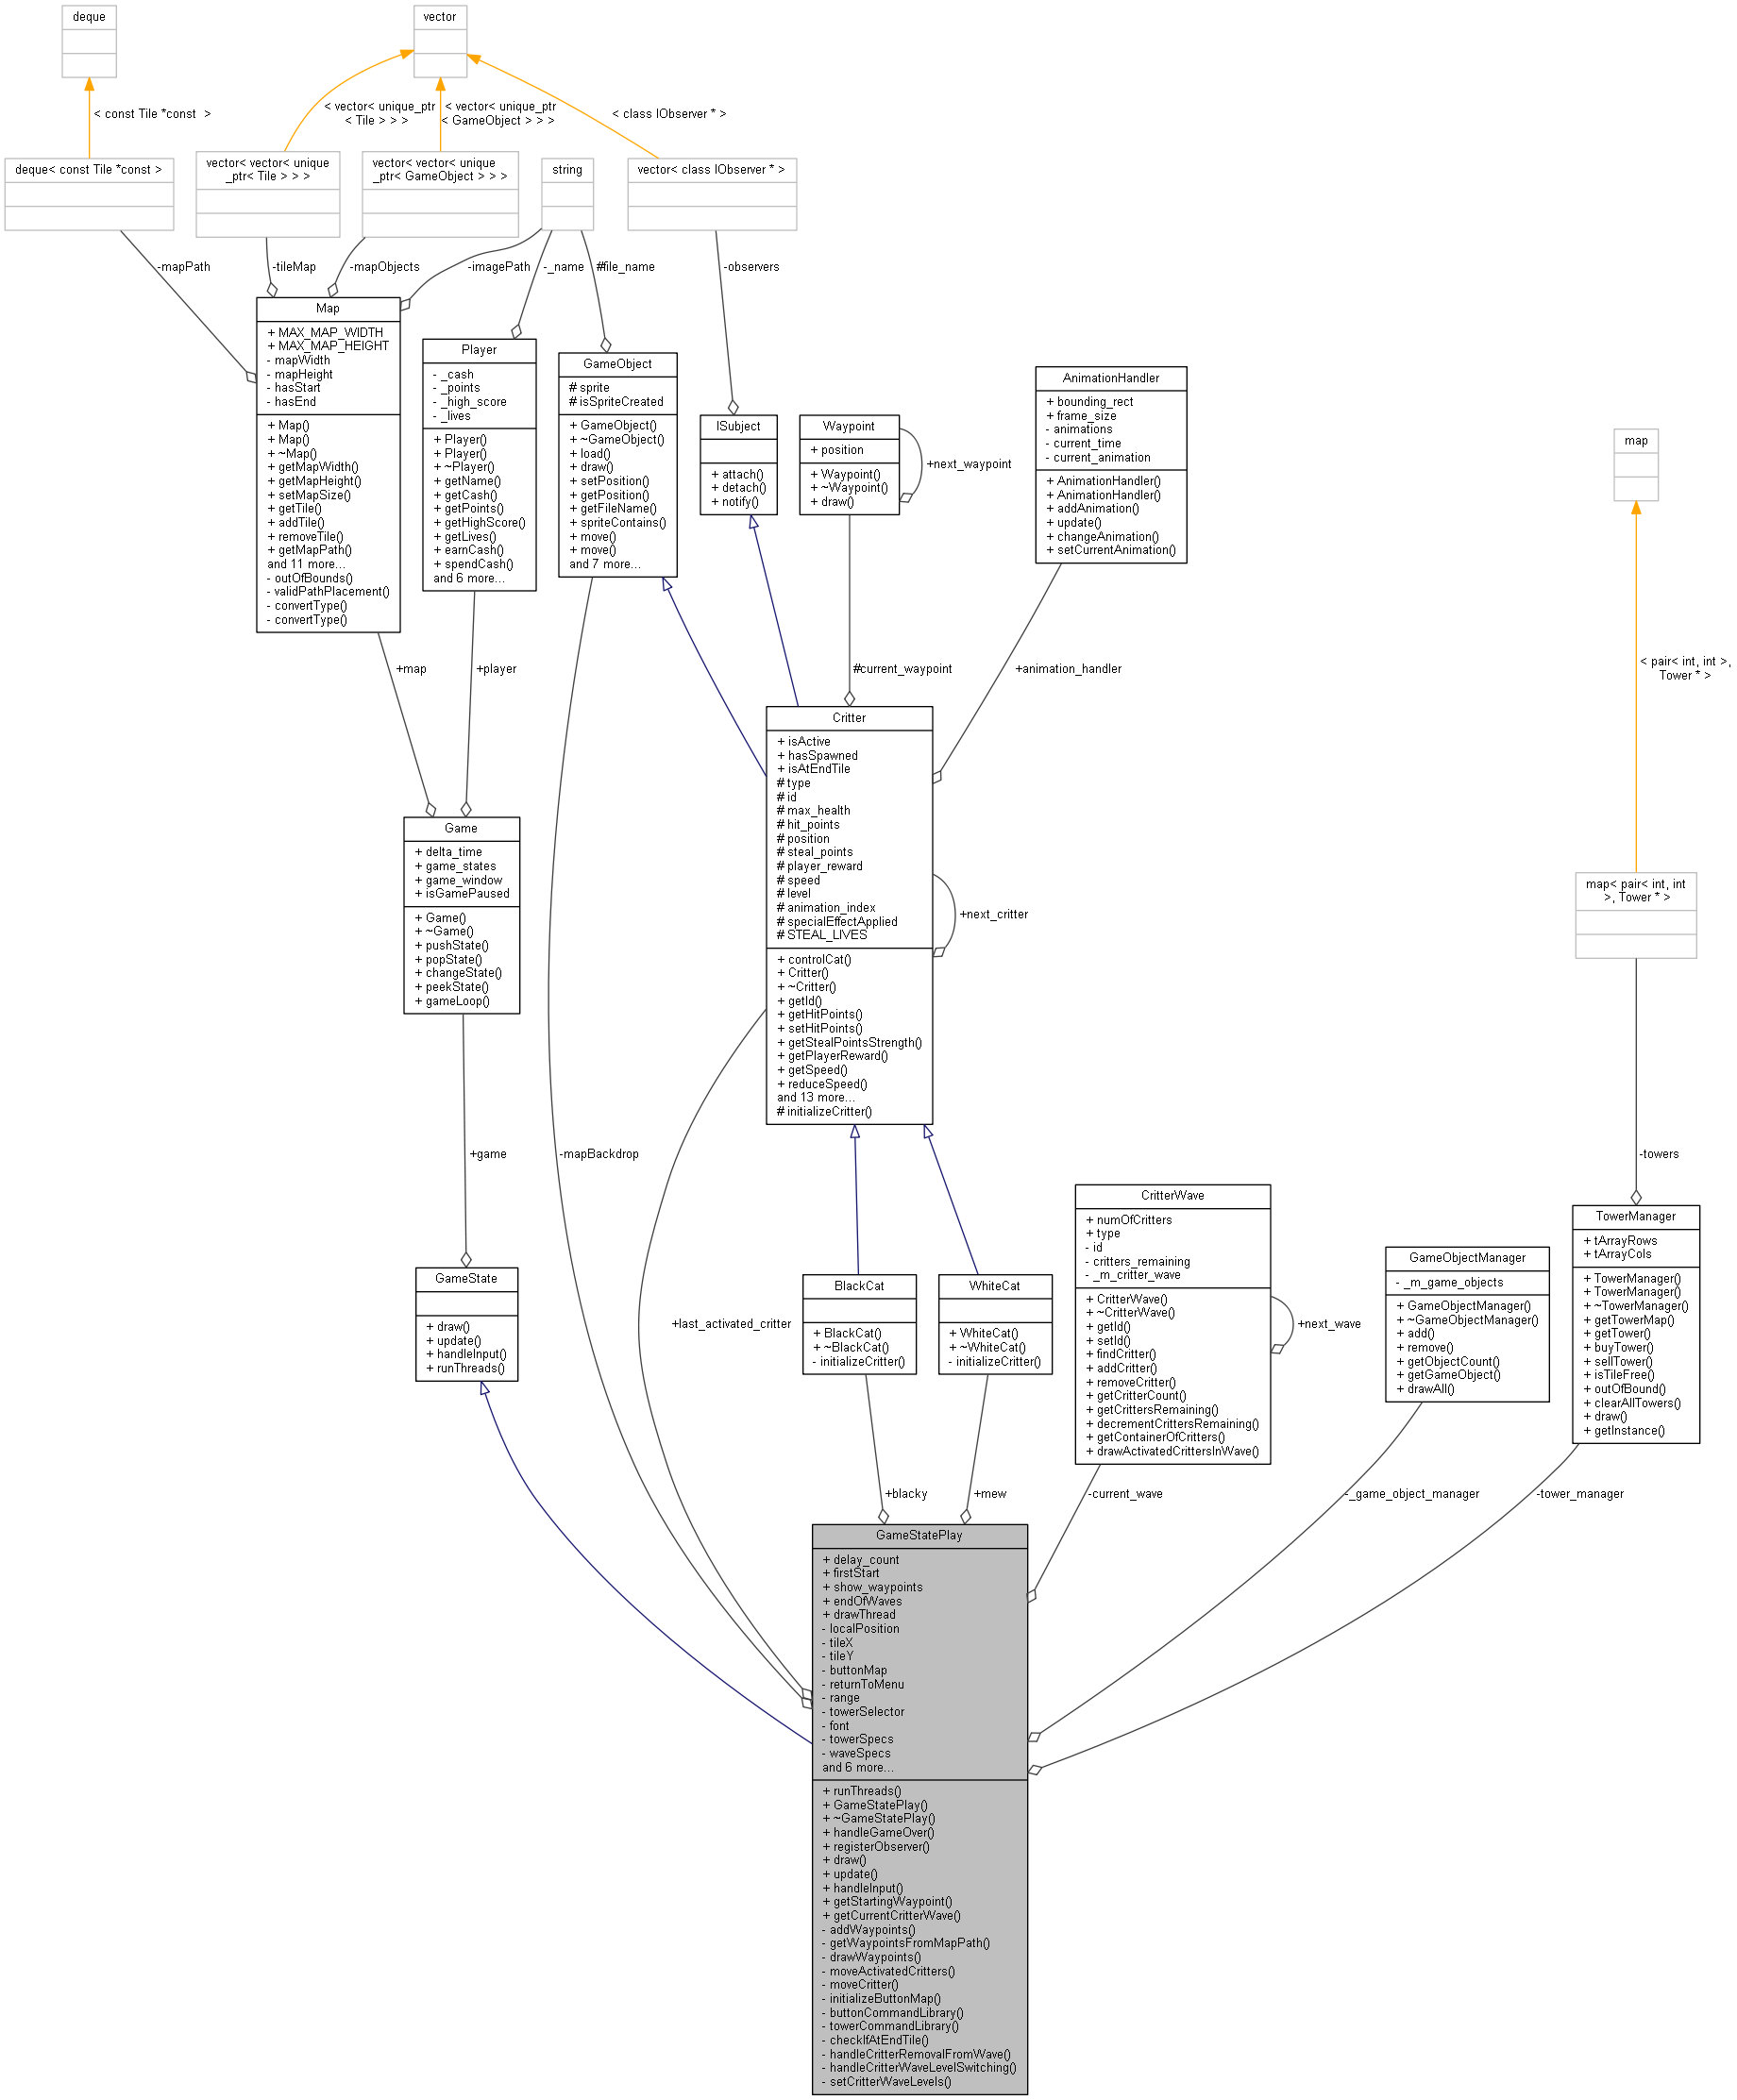 deque
vector
< const Tile *const  >
< vector< unique_ptr
< Tile > > >
< vector< unique_ptr
< GameObject > > >
< class IObserver * >
deque< const Tile *const >
vector< vector< unique
_ptr< Tile > > >
vector< vector< unique
_ptr< GameObject > > >
string
vector< class IObserver * >
-mapPath
-tileMap
-mapObjects
-imagePath
-_name
#file_name
-observers
Map
+ MAX_MAP_WIDTH
+ MAX_MAP_HEIGHT
- mapWidth
- mapHeight
- hasStart
- hasEnd
+ Map()
+ Map()
+ ~Map()
+ getMapWidth()
+ getMapHeight()
+ setMapSize()
+ getTile()
+ addTile()
+ removeTile()
+ getMapPath()
and 11 more...
- outOfBounds()
- validPathPlacement()
- convertType()
- convertType()
Player
- _cash
- _points
- _high_score
- _lives
+ Player()
+ Player()
+ ~Player()
+ getName()
+ getCash()
+ getPoints()
+ getHighScore()
+ getLives()
+ earnCash()
+ spendCash()
and 6 more...
GameObject
# sprite
# isSpriteCreated
+ GameObject()
+ ~GameObject()
+ load()
+ draw()
+ setPosition()
+ getPosition()
+ getFileName()
+ spriteContains()
+ move()
+ move()
and 7 more...
ISubject
+ attach()
+ detach()
+ notify()
Waypoint
+ position
+ Waypoint()
+ ~Waypoint()
+ draw()
+next_waypoint
AnimationHandler
+ bounding_rect
+ frame_size
- animations
- current_time
- current_animation
+ AnimationHandler()
+ AnimationHandler()
+ addAnimation()
+ update()
+ changeAnimation()
+ setCurrentAnimation()
map
+map
+player
#current_waypoint
+animation_handler
< pair< int, int >,
Tower * >
Critter
+ isActive
+ hasSpawned
+ isAtEndTile
# type
# id
# max_health
# hit_points
# position
# steal_points
# player_reward
# speed
# level
# animation_index
# specialEffectApplied
# STEAL_LIVES
+ controlCat()
+ Critter()
+ ~Critter()
+ getId()
+ getHitPoints()
+ setHitPoints()
+ getStealPointsStrength()
+ getPlayerReward()
+ getSpeed()
+ reduceSpeed()
and 13 more...
# initializeCritter()
+next_critter
Game
+ delta_time
+ game_states
+ game_window
+ isGamePaused
+ Game()
+ ~Game()
+ pushState()
+ popState()
+ changeState()
+ peekState()
+ gameLoop()
map< pair< int, int
>, Tower * >
+game
-mapBackdrop
-towers
CritterWave
+ numOfCritters
+ type
- id
- critters_remaining
- _m_critter_wave
+ CritterWave()
+ ~CritterWave()
+ getId()
+ setId()
+ findCritter()
+ addCritter()
+ removeCritter()
+ getCritterCount()
+ getCrittersRemaining()
+ decrementCrittersRemaining()
+ getContainerOfCritters()
+ drawActivatedCrittersInWave()
+next_wave
TowerManager
+ tArrayRows
+ tArrayCols
+ TowerManager()
+ TowerManager()
+ ~TowerManager()
+ getTowerMap()
+ getTower()
+ buyTower()
+ sellTower()
+ isTileFree()
+ outOfBound()
+ clearAllTowers()
+ draw()
+ getInstance()
GameObjectManager
- _m_game_objects
+ GameObjectManager()
+ ~GameObjectManager()
+ add()
+ remove()
+ getObjectCount()
+ getGameObject()
+ drawAll()
GameState
+ draw()
+ update()
+ handleInput()
+ runThreads()
+last_activated_critter
BlackCat
+ BlackCat()
+ ~BlackCat()
- initializeCritter()
WhiteCat
+ WhiteCat()
+ ~WhiteCat()
- initializeCritter()
+blacky
+mew
-current_wave
-_game_object_manager
-tower_manager
GameStatePlay
+ delay_count
+ firstStart
+ show_waypoints
+ endOfWaves
+ drawThread
- localPosition
- tileX
- tileY
- buttonMap
- returnToMenu
- range
- towerSelector
- font
- towerSpecs
- waveSpecs
and 6 more...
+ runThreads()
+ GameStatePlay()
+ ~GameStatePlay()
+ handleGameOver()
+ registerObserver()
+ draw()
+ update()
+ handleInput()
+ getStartingWaypoint()
+ getCurrentCritterWave()
- addWaypoints()
- getWaypointsFromMapPath()
- drawWaypoints()
- moveActivatedCritters()
- moveCritter()
- initializeButtonMap()
- buttonCommandLibrary()
- towerCommandLibrary()
- checkIfAtEndTile()
- handleCritterRemovalFromWave()
- handleCritterWaveLevelSwitching()
- setCritterWaveLevels()